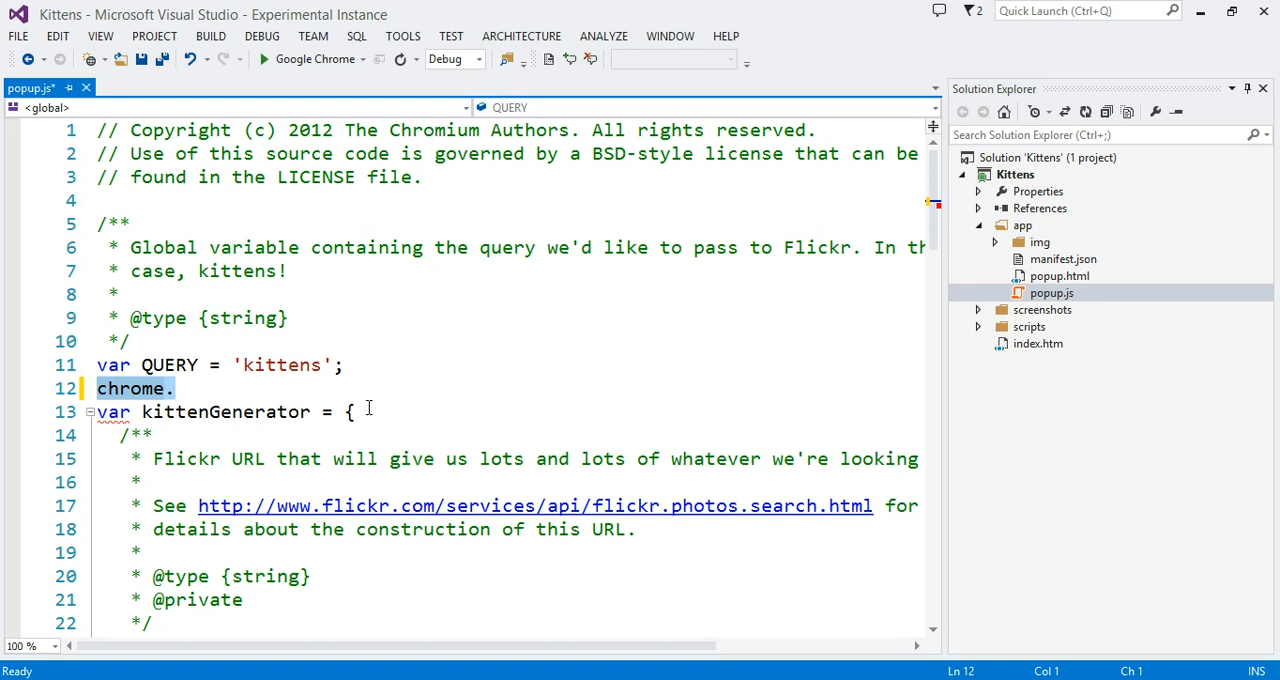 Kittens - Microsoft Visual Studio - Experimental Instance
2
Quick Launch (Ctrl+Q)
FILE EDIT VIEW PROJECT BUILD DEBUG TEAM SQL TOOLS TEST ARCHITECTURE ANALYZE WINDOW HELP
Google Chrome Debug
popup.js*
<global> QUERY
1 // Copyright (c) 2012 The Chromium Authors. All rights reserved.
2 // Use of this source code is governed by a BSD-style license that can be
3 // found in the LICENSE file.
4
5 /**
6 * Global variable containing the query we'd like to pass to Flickr. In th
7 * case, kittens!
8 *
9 * @type {string}
10 */
11 var QUERY = 'kittens';
12 chrome.
13 var kittenGenerator = {
14 /**
15 * Flickr URL that will give us lots and lots of whatever we're looking
16 *
17 * See http://www.flickr.com/services/api/flickr.photos.search.html for
18 * details about the construction of this URL.
19 *
20 * @type {string}
21 * @private
22 */
100 %
Solution Explorer
Search Solution Explorer (Ctrl+;)
Solution 'Kittens' (1 project)
Kittens
Properties
References
app
img
manifest.json
popup.html
popup.js
screenshots
scripts
index.htm
Ready Ln 12 Col 1 Ch 1 INS